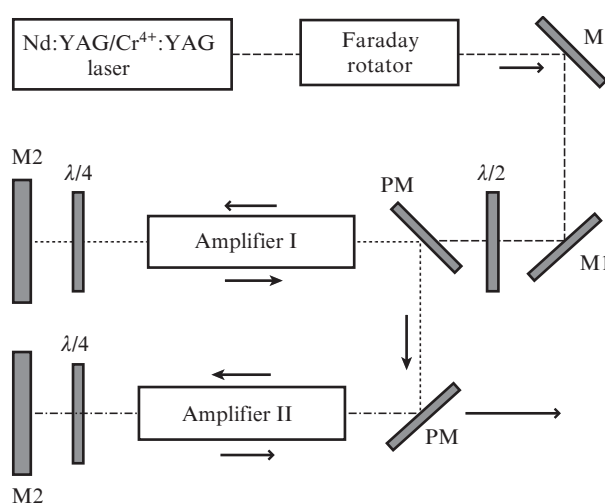 Nd:YAG/Cr⁴⁺:YAG
laser
Faraday
rotator
M
M2
λ/4
Amplifier I
PM
λ/2
M1
λ/4
Amplifier II
PM
M2